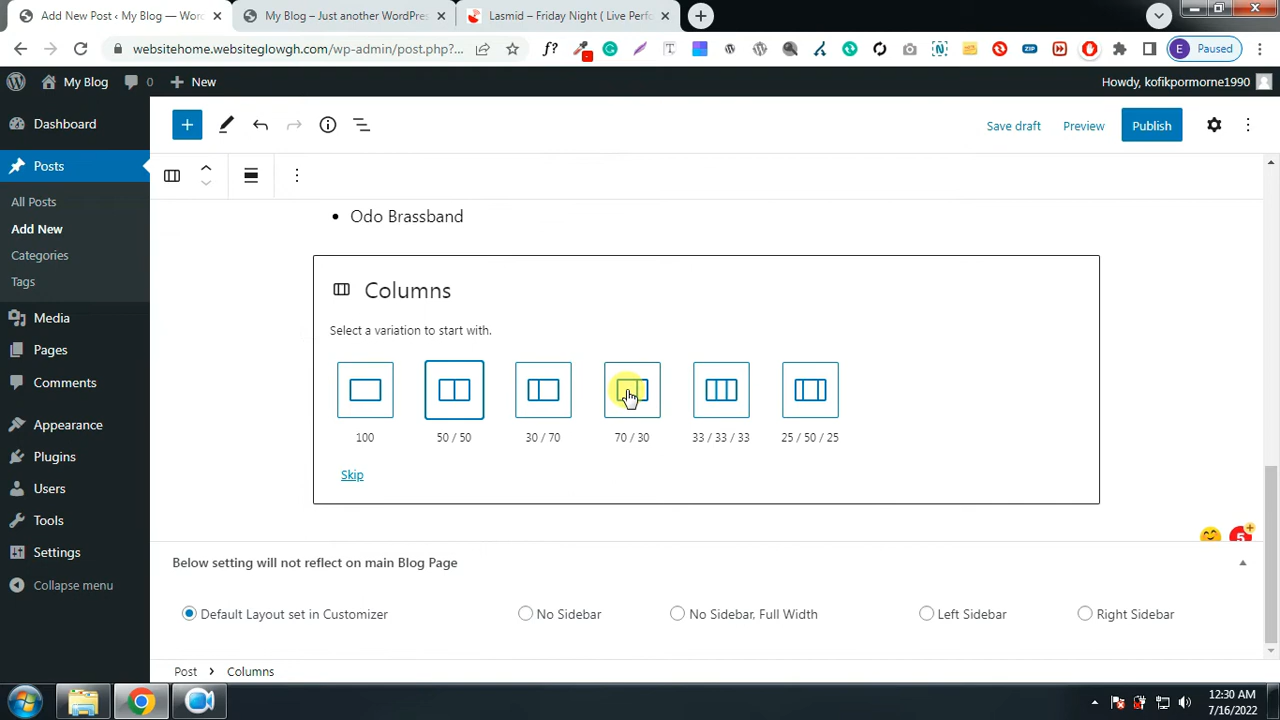 Add New Post ‹ My Blog — Wor
My Blog – Just another WordPres
Lasmid – Friday Night ( Live Perfo
websitehome.websiteglowgh.com/wp-admin/post.php?...
f?
T
W
ZIP
E
Paused
My Blog
0
New
Howdy, kofikpormorne1990
Dashboard
Posts
All Posts
Add New
Categories
Tags
Media
Pages
Comments
Appearance
Plugins
Users
Tools
Settings
Collapse menu
Save draft
Preview
Publish
Odo Brassband
Columns
Select a variation to start with.
100
50 / 50
30 / 70
70 / 30
33 / 33 / 33
25 / 50 / 25
Skip
5
Below setting will not reflect on main Blog Page
Default Layout set in Customizer
No Sidebar
No Sidebar, Full Width
Left Sidebar
Right Sidebar
Post
Columns
12:30 AM
7/16/2022